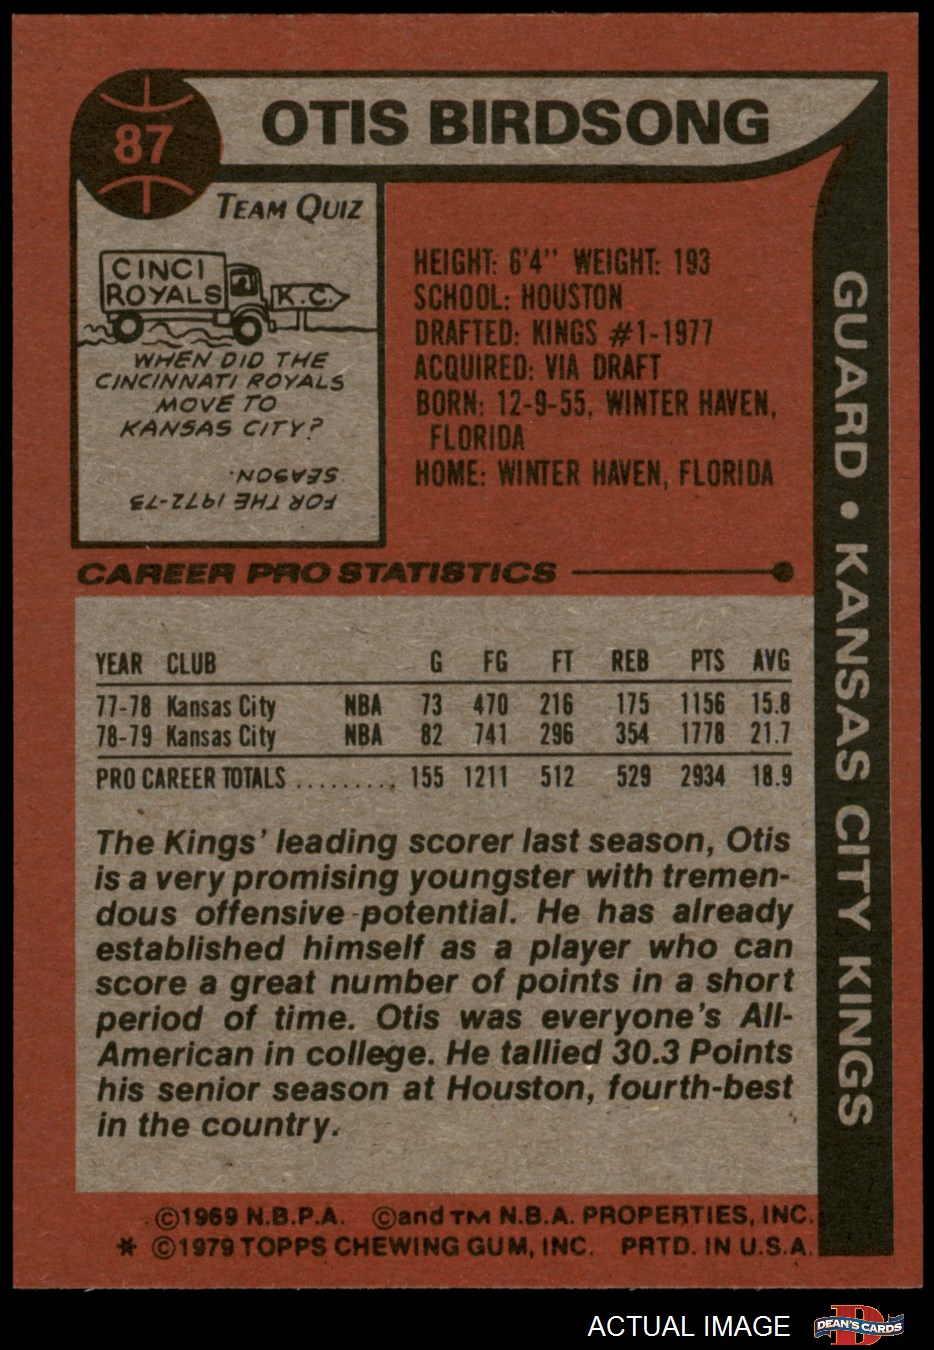 87
OTIS BIRDSONG
TEAM QUIZ
CINCI
ROYALS
K.C.
WHEN DID THE
CINCINNATI ROYALS
MOVE TO
KANSAS CITY?
FOR THE 1972-73
SEASON.
HEIGHT: 6'4" WEIGHT: 193
SCHOOL: HOUSTON
DRAFTED: KINGS #1-1977
ACQUIRED: VIA DRAFT
BORN: 12-9-55, WINTER HAVEN,
FLORIDA
HOME: WINTER HAVEN, FLORIDA
GUARD • KANSAS CITY KINGS
CAREER PRO STATISTICS
YEAR CLUB G FG FT REB PTS AVG
77-78 Kansas City NBA 73 470 216 175 1156 15.8
78-79 Kansas City NBA 82 741 296 354 1778 21.7
PRO CAREER TOTALS ......... 155 1211 512 529 2934 18.9
The Kings' leading scorer last season, Otis
is a very promising youngster with tremen-
dous offensive potential. He has already
established himself as a player who can
score a great number of points in a short
period of time. Otis was everyone's All-
American in college. He tallied 30.3 Points
his senior season at Houston, fourth-best
in the country.
©1969 N.B.P.A. ©and TM N.B.A. PROPERTIES, INC.
* ©1979 TOPPS CHEWING GUM, INC. PRTD. IN U.S.A.
ACTUAL IMAGE
D
DEAN'S CARDS